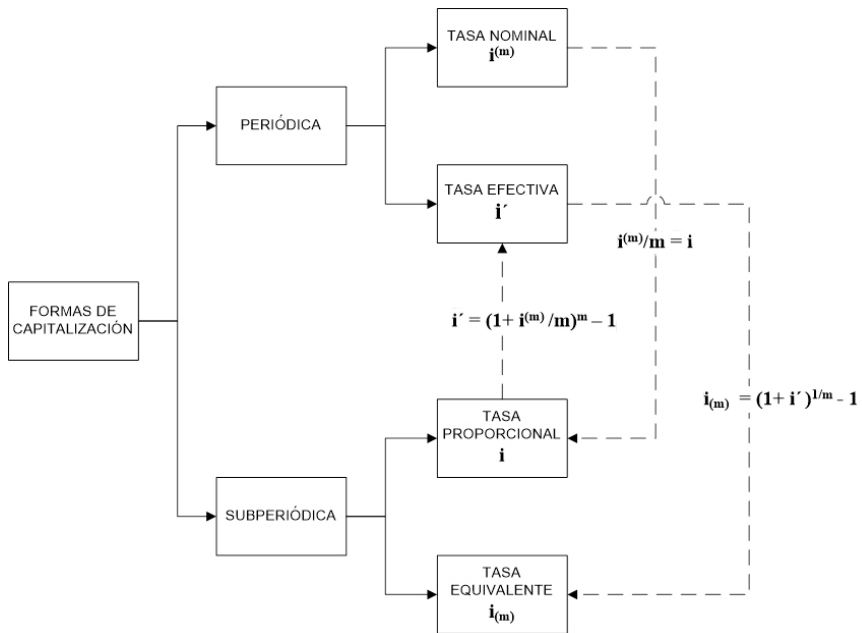 TASA NOMINAL
i(m)
PERIÓDICA
TASA EFECTIVA
i´
i(m)/m = i
FORMAS DE
CAPITALIZACIÓN
i´ = (1+ i(m) /m)m – 1
i(m) = (1+ i´ )1/m - 1
TASA
PROPORCIONAL
i
SUBPERIÓDICA
TASA
EQUIVALENTE
i(m)